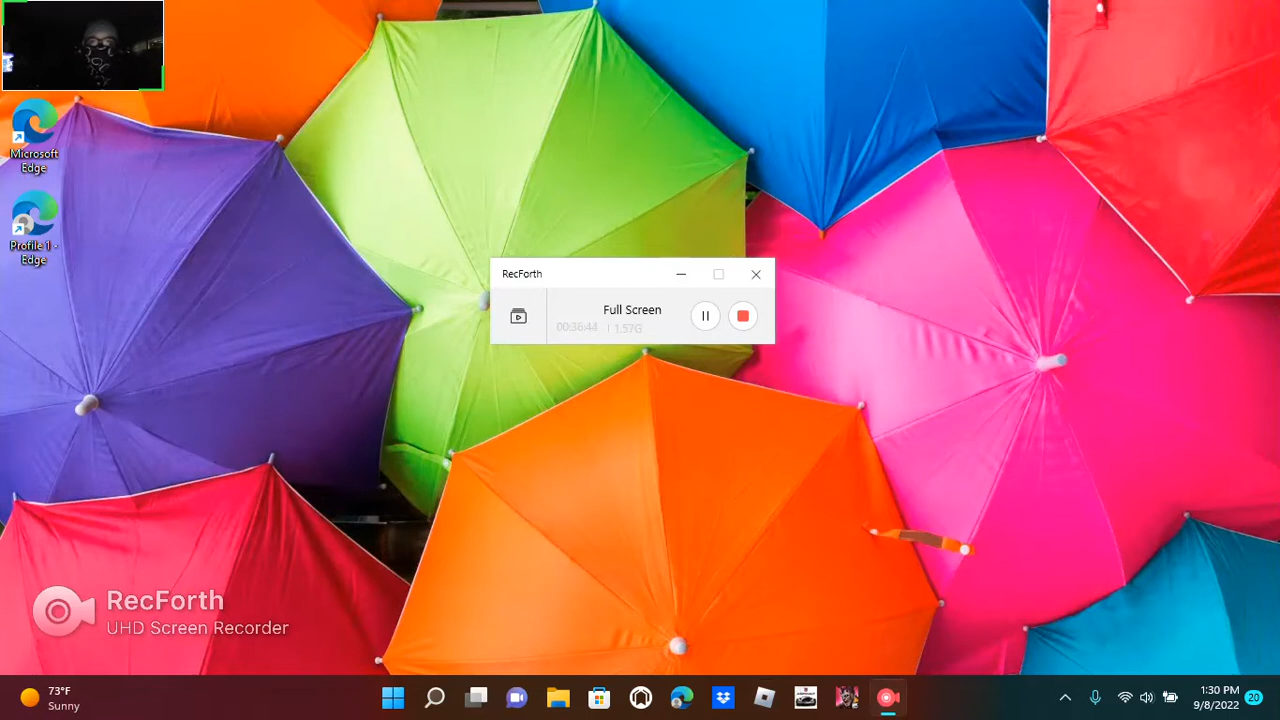 Microsoft
Edge
Profile 1 -
Edge
RecForth
Full Screen
00:36:44 | 1.57G
RecForth
UHD Screen Recorder
73°F
Sunny
1:30 PM
9/8/2022
20